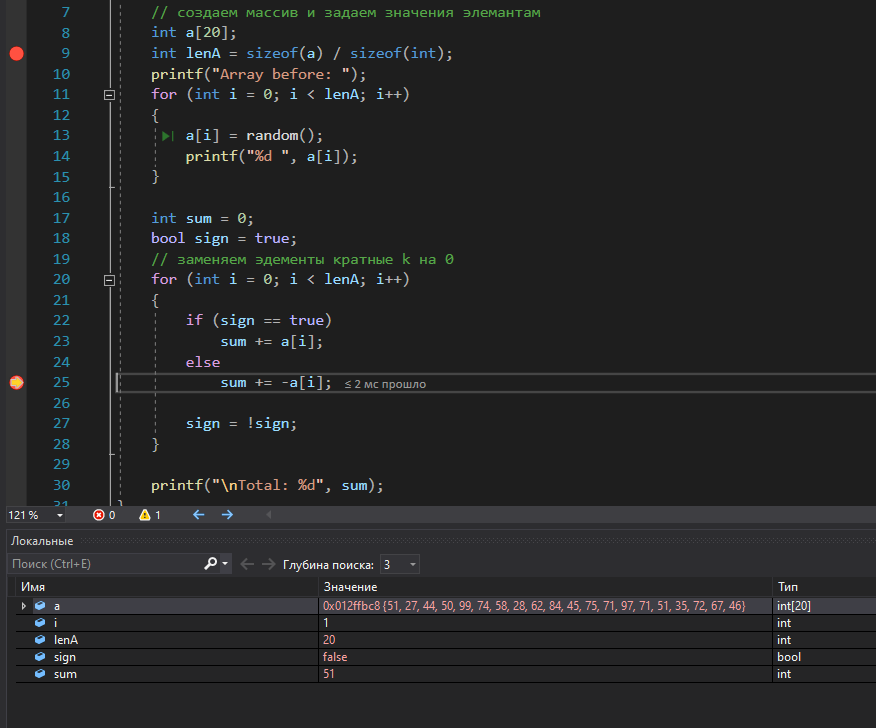 7 // создаем массив и задаем значения элемантам
8 int a[20];
9 int lenA = sizeof(a) / sizeof(int);
10 printf("Array before: ");
11 for (int i = 0; i < lenA; i++)
12 {
13 a[i] = random();
14 printf("%d ", a[i]);
15 }
16
17 int sum = 0;
18 bool sign = true;
19 // заменяем эдементы кратные k на 0
20 for (int i = 0; i < lenA; i++)
21 {
22 if (sign == true)
23 sum += a[i];
24 else
25 sum += -a[i]; ≤ 2 мс прошло
26
27 sign = !sign;
28 }
29
30 printf("\nTotal: %d", sum);
31 }
121 % 0 1
Локальные
Поиск (Ctrl+E) Глубина поиска: 3
Имя Значение Тип
a 0x012ffbc8 {51, 27, 44, 50, 99, 74, 58, 28, 62, 84, 45, 75, 71, 97, 71, 51, 35, 72, 67, 46} int[20]
i 1 int
lenA 20 int
sign false bool
sum 51 int